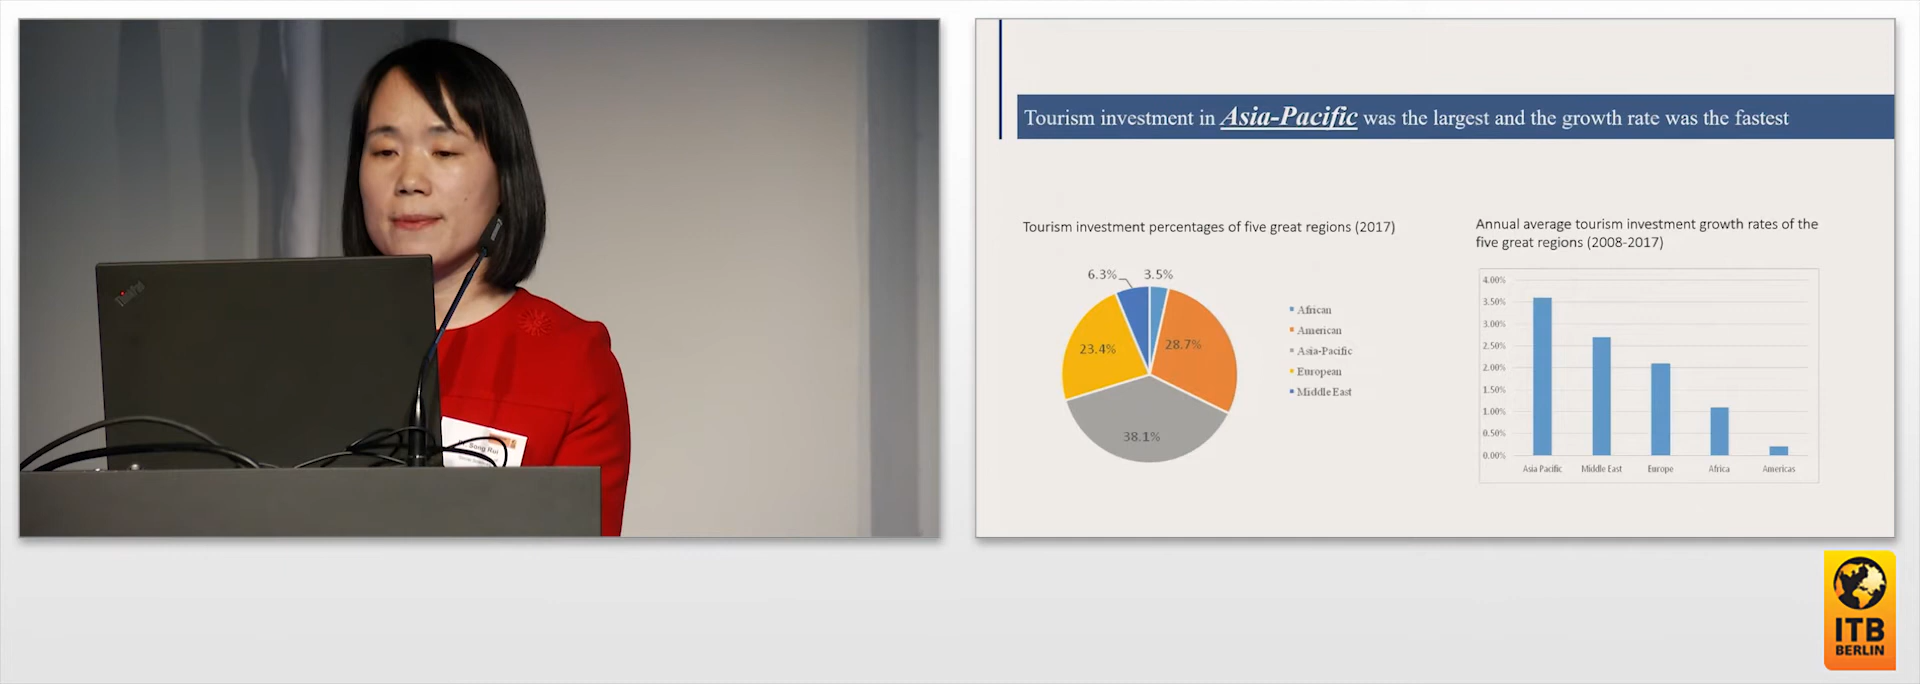 ThinkPad
Song Rui
Tourism investment in Asia-Pacific was the largest and the growth rate was the fastest
Tourism investment percentages of five great regions (2017)
6.3%
3.5%
23.4%
28.7%
38.1%
African
American
Asia-Pacific
European
Middle East
Annual average tourism investment growth rates of the
five great regions (2008-2017)
4.00%
3.50%
3.00%
2.50%
2.00%
1.50%
1.00%
0.50%
0.00%
Asia Pacific Middle East Europe Africa Americas
ITB
BERLIN